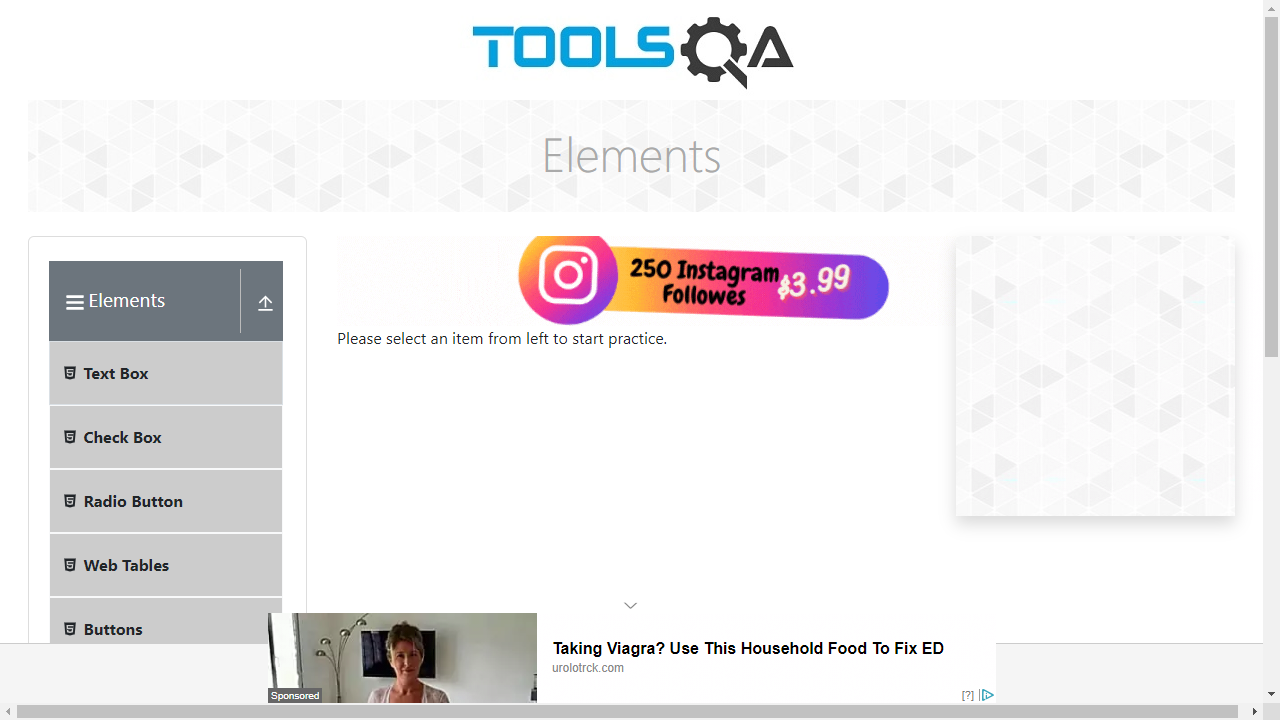 TOOLSQA
Elements
Elements
Text Box
Check Box
Radio Button
Web Tables
Buttons
250 Instagram
Followes
$3.99
Please select an item from left to start practice.
Sponsored
Taking Viagra? Use This Household Food To Fix ED
urolotrck.com
[?]